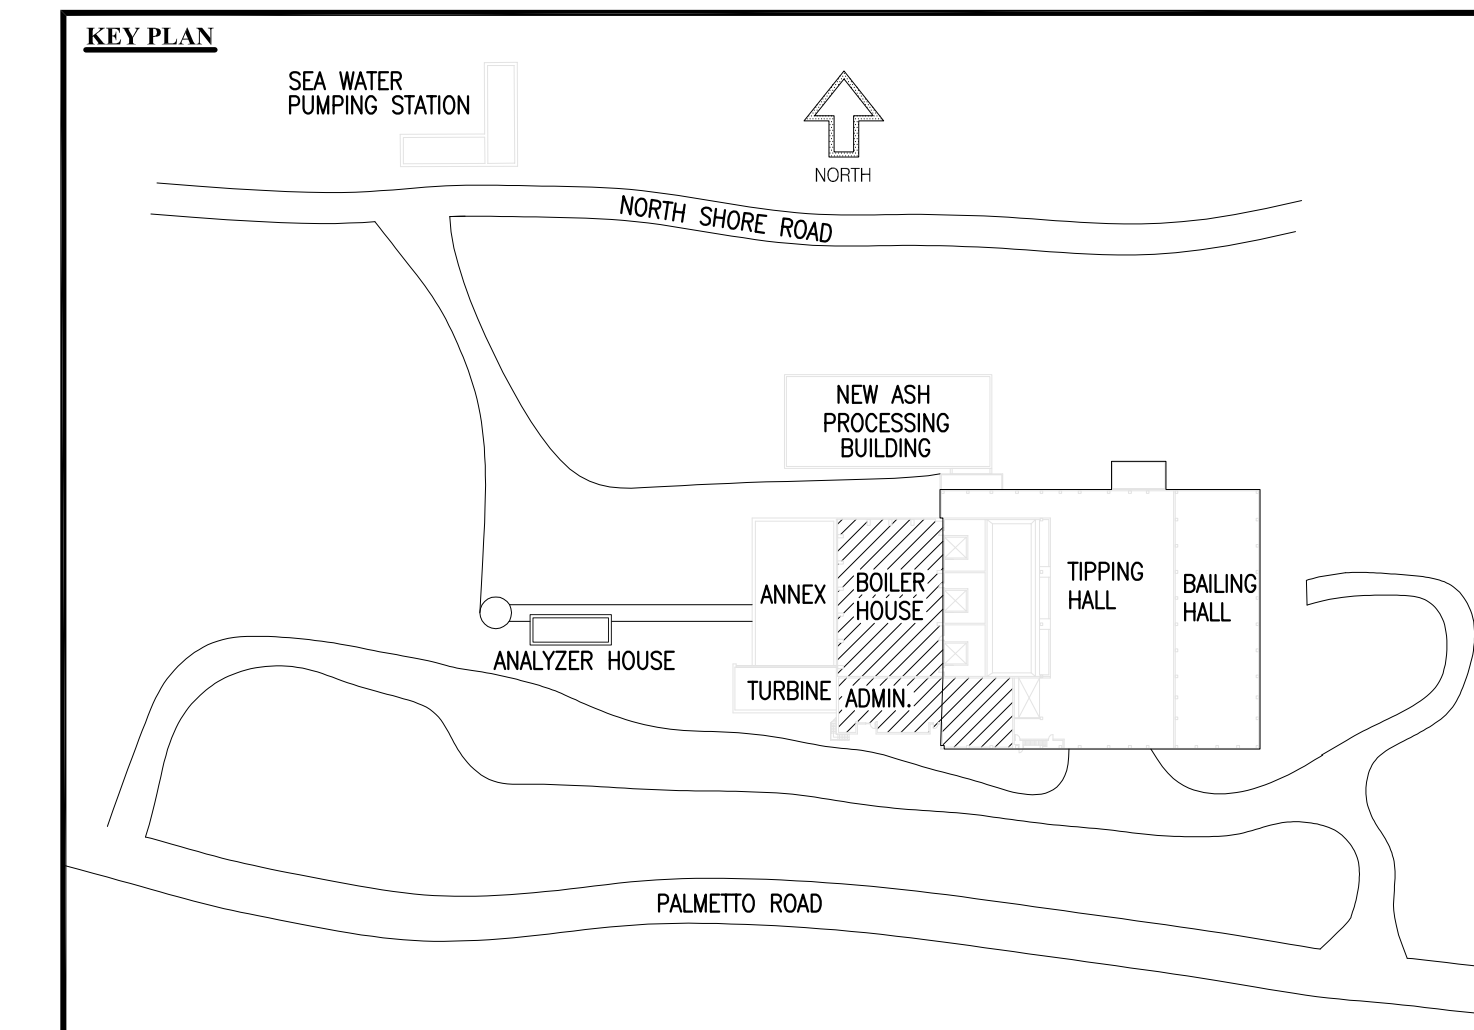 KEY PLAN
SEA WATER
PUMPING STATION
NORTH
NORTH SHORE ROAD
NEW ASH
PROCESSING
BUILDING
TIPPING
HALL
BAILING
HALL
ANNEX
BOILER
HOUSE
ANALYZER HOUSE
TURBINE
ADMIN.
PALMETTO ROAD